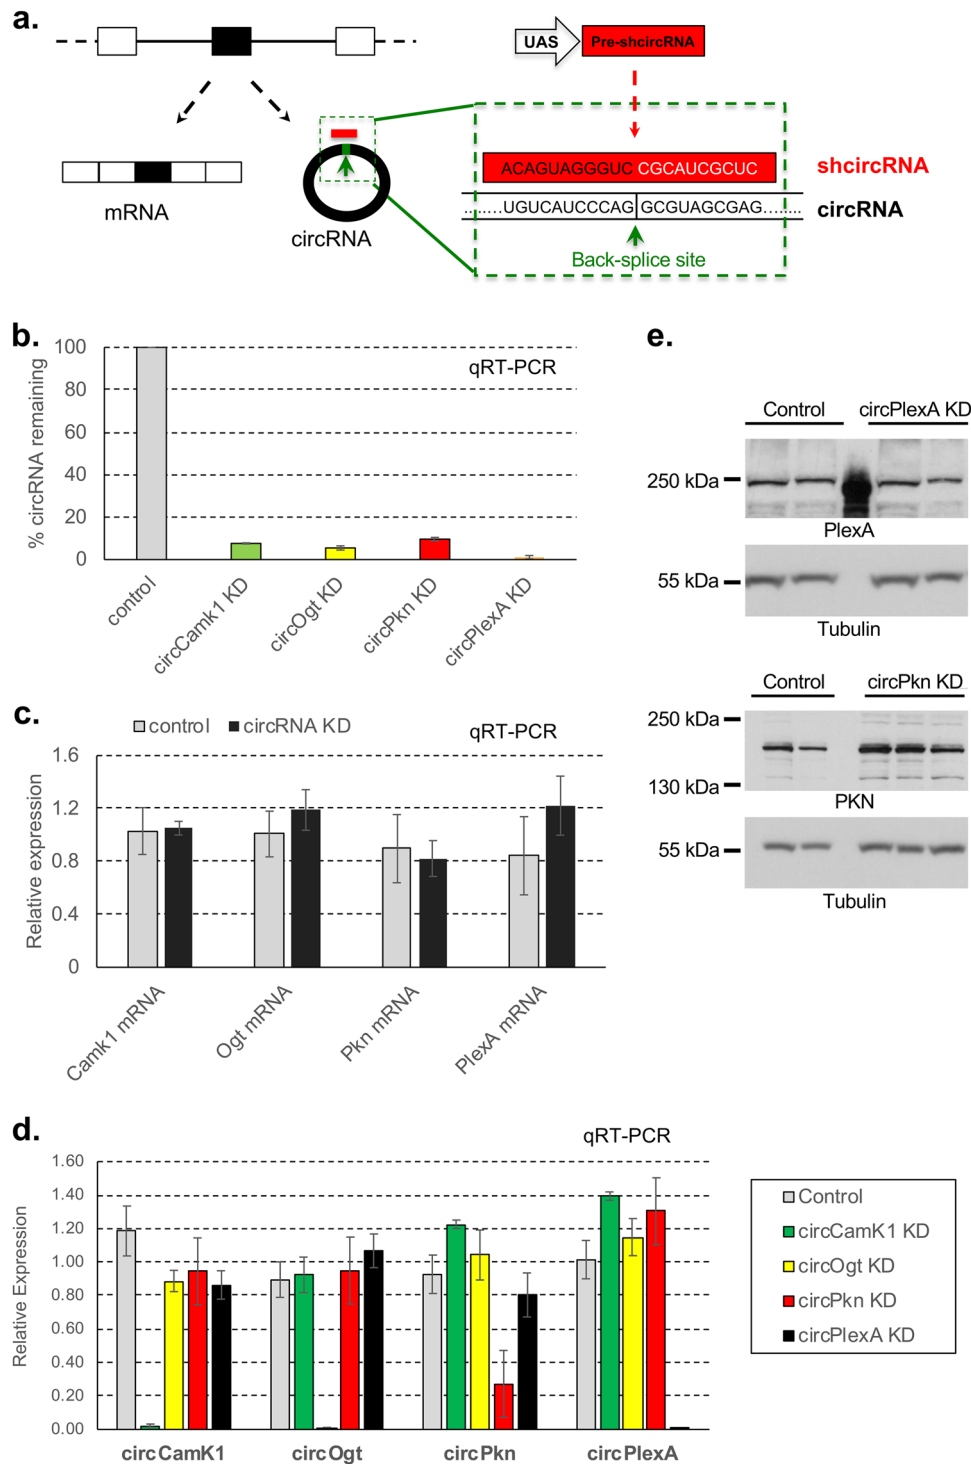 a.
UAS
Pre-shcircRNA
ACAGUAGGGUC CGCAUCGCUC
shcircRNA
......UGUCAUCCCAG GCGUAGCGAG......
circRNA
Back-splice site
mRNA
circRNA
b.
qRT-PCR
% circRNA remaining
100
80
60
40
20
0
control
circCamk1 KD
circOgt KD
circPkn KD
circPlexA KD
c.
control
circRNA KD
qRT-PCR
Relative expression
1.6
1.2
0.8
0.4
0
Camk1 mRNA
Ogt mRNA
Pkn mRNA
PlexA mRNA
d.
qRT-PCR
Relative Expression
1.60
1.40
1.20
1.00
0.80
0.60
0.40
0.20
0.00
circCamK1
circOgt
circPkn
circPlexA
Control
circCamK1 KD
circOgt KD
circPkn KD
circPlexA KD
e.
Control
circPlexA KD
250 kDa
PlexA
55 kDa
Tubulin
Control
circPkn KD
250 kDa
130 kDa
PKN
55 kDa
Tubulin